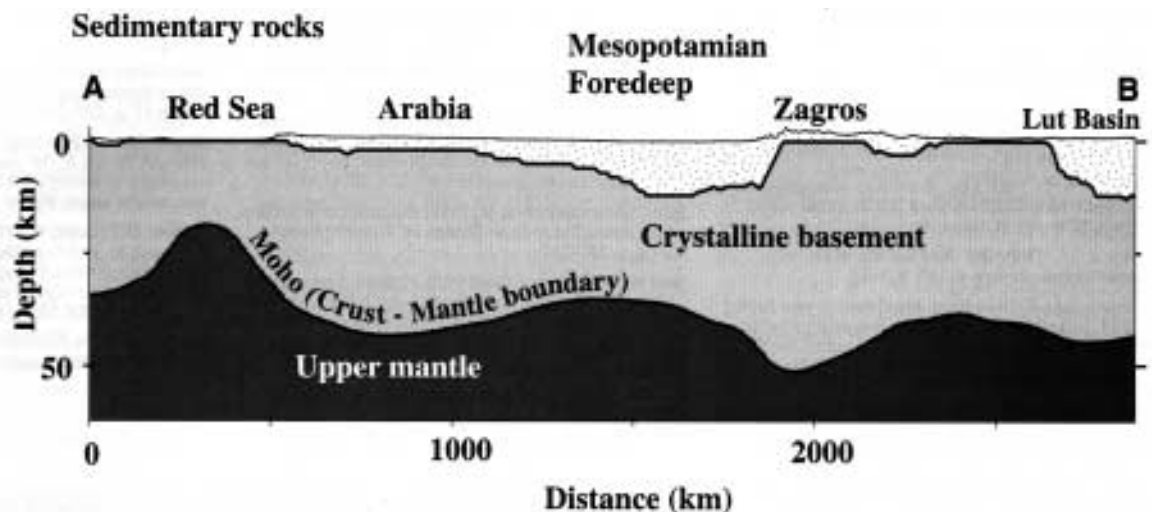 Sedimentary rocks
Mesopotamian
Foredeep
A
B
Red Sea
Arabia
Zagros
Lut Basin
0
Depth (km)
50
Crystalline basement
Moho (Crust - Mantle boundary)
Upper mantle
0
1000
2000
Distance (km)